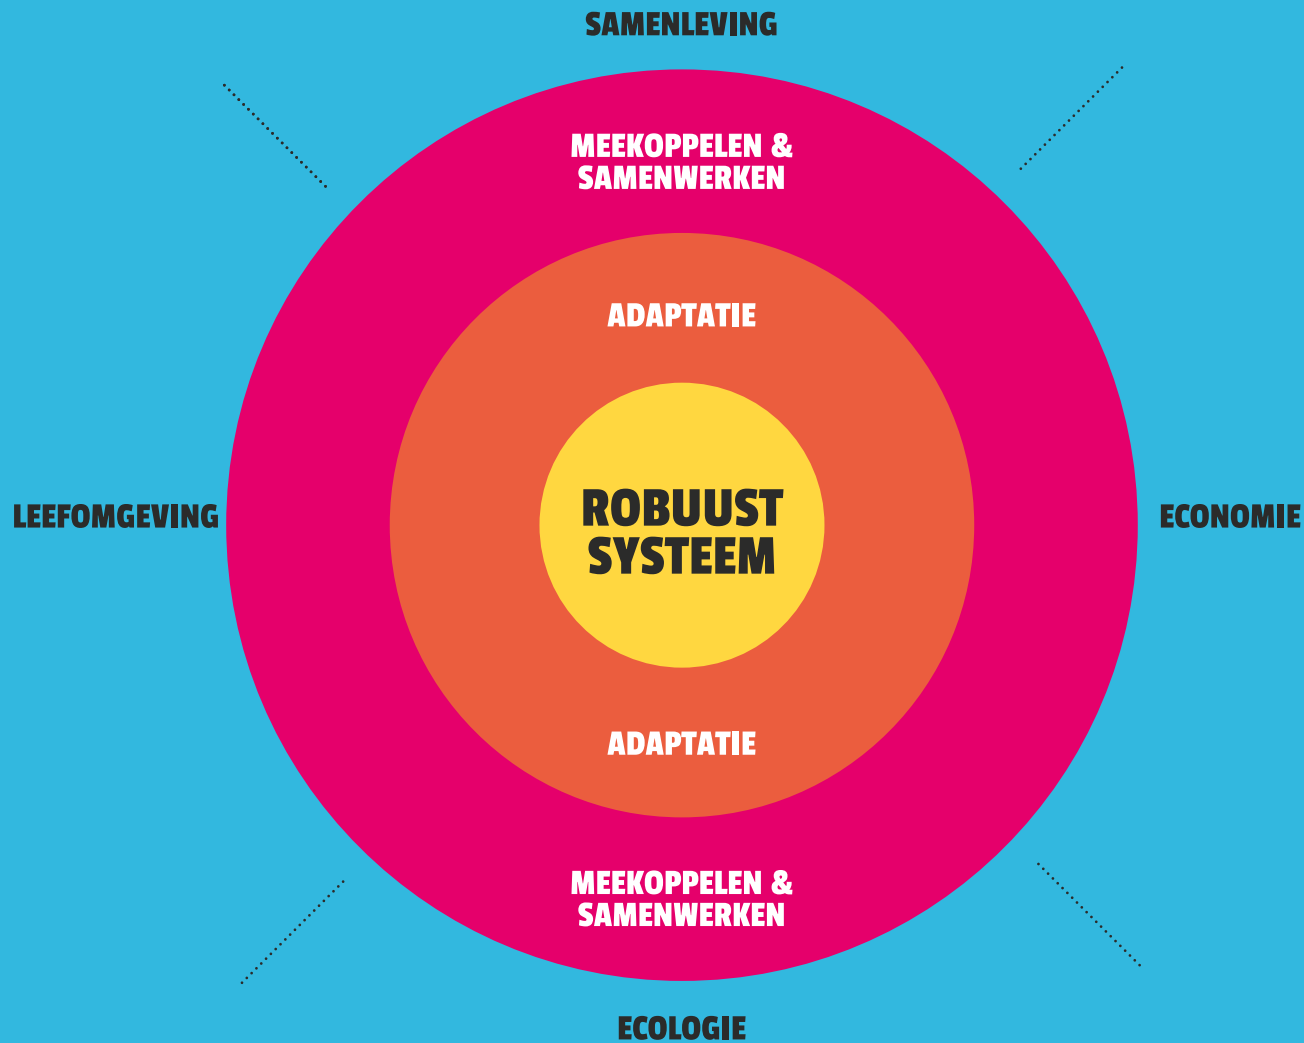 SAMENLEVING
MEEKOPPELEN &
SAMENWERKEN
ADAPTATIE
LEEFOMGEVING
ROBUUST
SYSTEEM
ECONOMIE
ADAPTATIE
MEEKOPPELEN &
SAMENWERKEN
ECOLOGIE